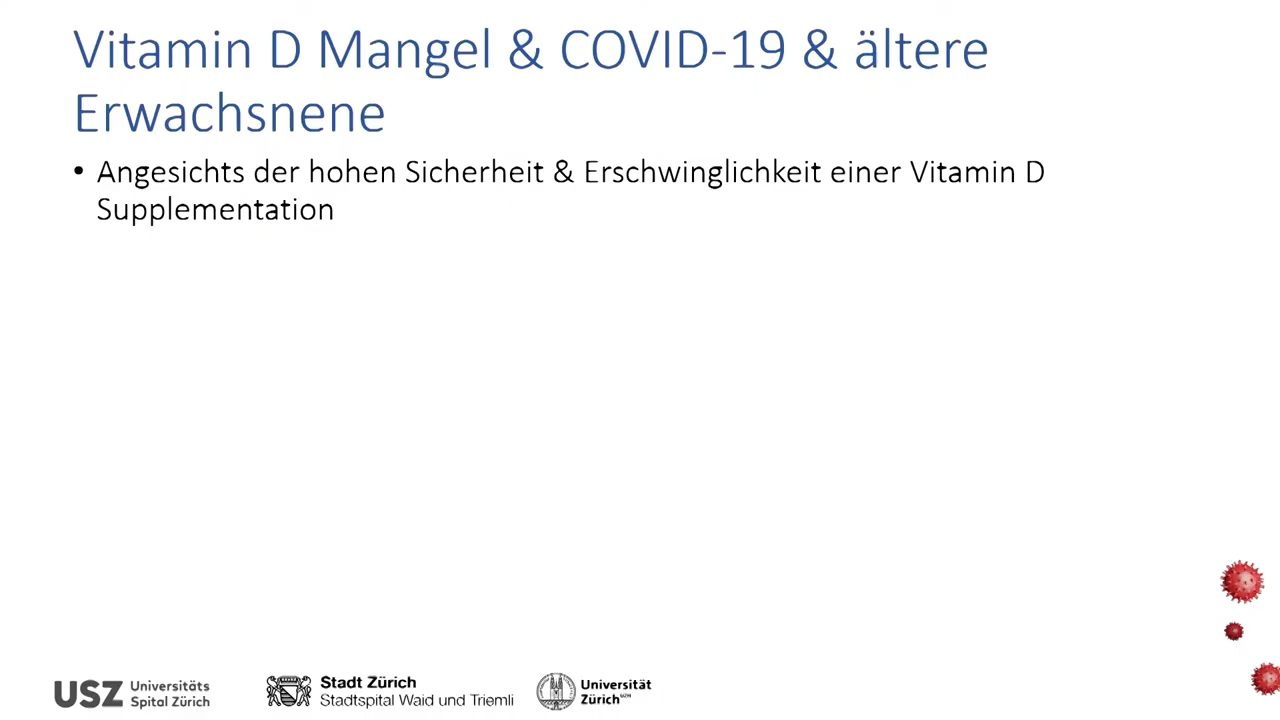 Vitamin D Mangel & COVID-19 & ältere
Erwachsnene
• Angesichts der hohen Sicherheit & Erschwinglichkeit einer Vitamin D
Supplementation
USZ Universitäts
Spital Zürich
Stadt Zürich
Stadtspital Waid und Triemli
Universität
Zürich UZH